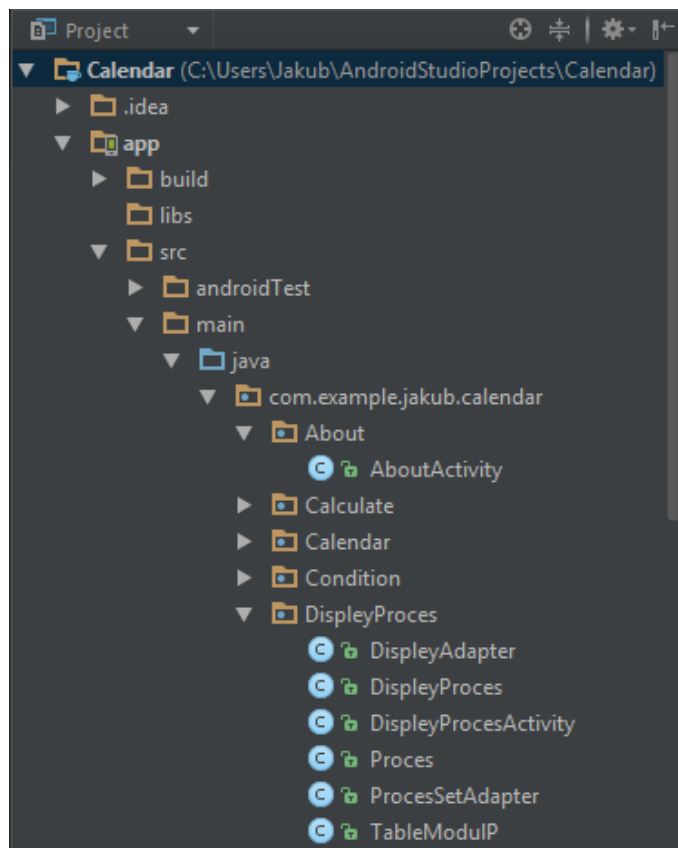 Project
Calendar (C:\Users\Jakub\AndroidStudioProjects\Calendar)
.idea
app
build
libs
src
androidTest
main
java
com.example.jakub.calendar
About
AboutActivity
Calculate
Calendar
Condition
DispleyProces
DispleyAdapter
DispleyProces
DispleyProcesActivity
Proces
ProcesSetAdapter
TableModulP